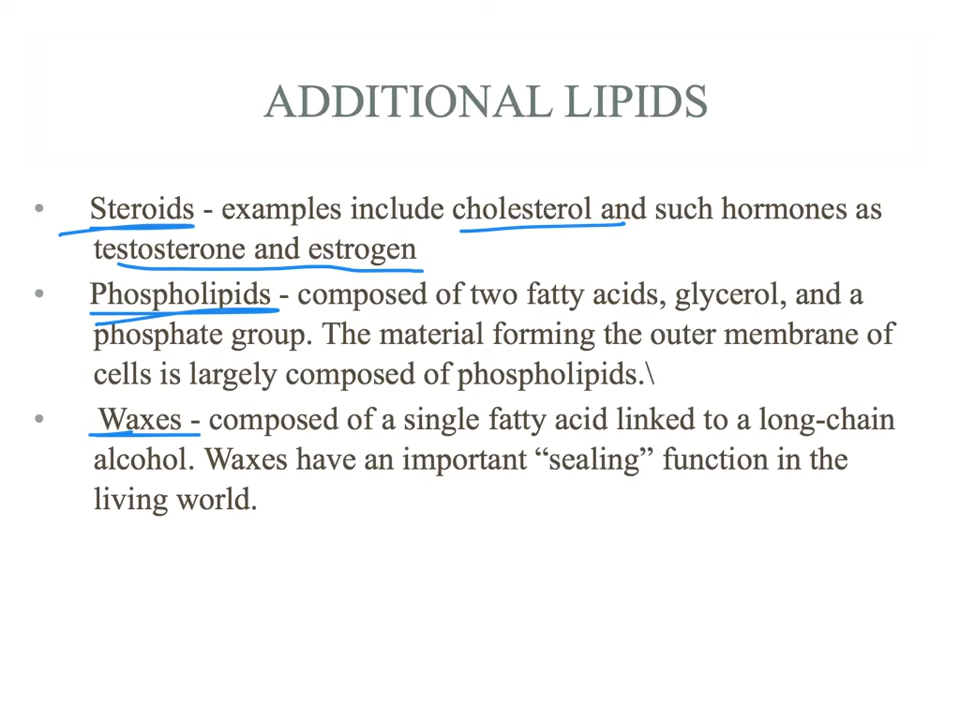 ADDITIONAL LIPIDS
• Steroids - examples include cholesterol and such hormones as
testosterone and estrogen
• Phospholipids - composed of two fatty acids, glycerol, and a
phosphate group. The material forming the outer membrane of
cells is largely composed of phospholipids.\
• Waxes - composed of a single fatty acid linked to a long-chain
alcohol. Waxes have an important “sealing” function in the
living world.